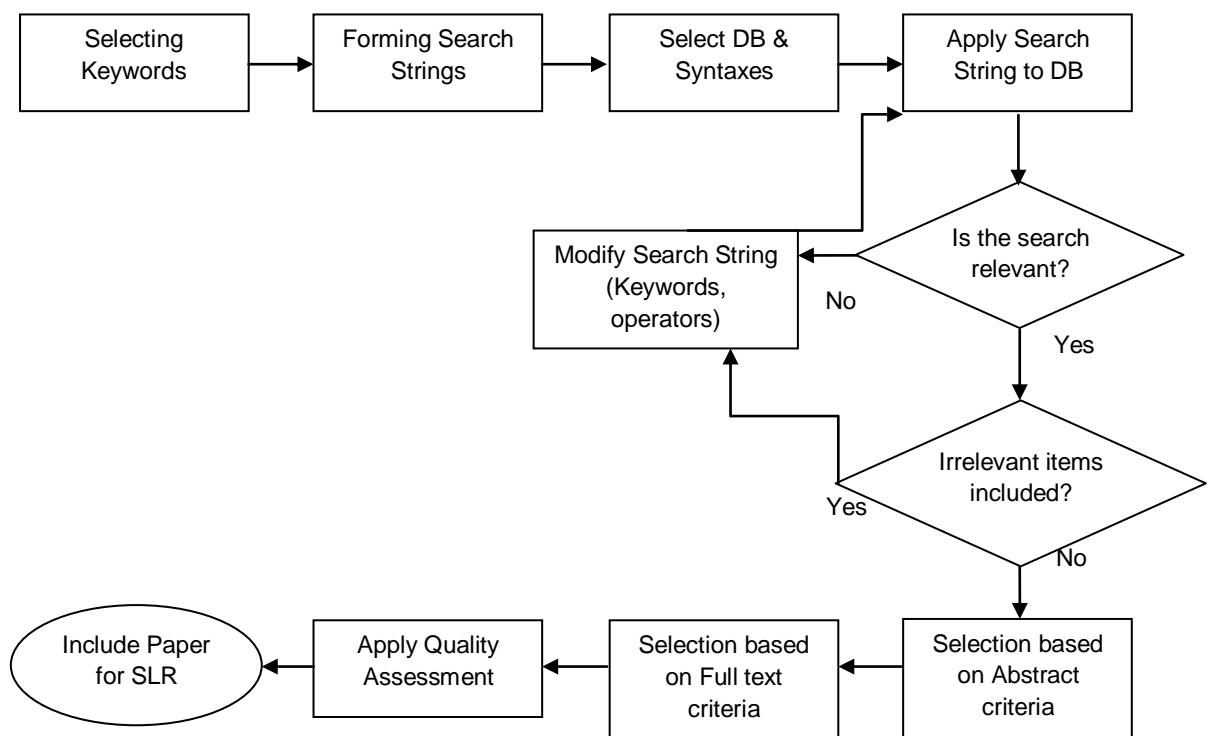 Selecting
Keywords
Forming Search
Strings
Select DB &
Syntaxes
Apply Search
String to DB
Is the search
relevant?
Modify Search String
(Keywords,
operators)
No
Yes
Irrelevant items
included?
Yes
No
Selection based
on Abstract
criteria
Selection based
on Full text
criteria
Apply Quality
Assessment
Include Paper
for SLR